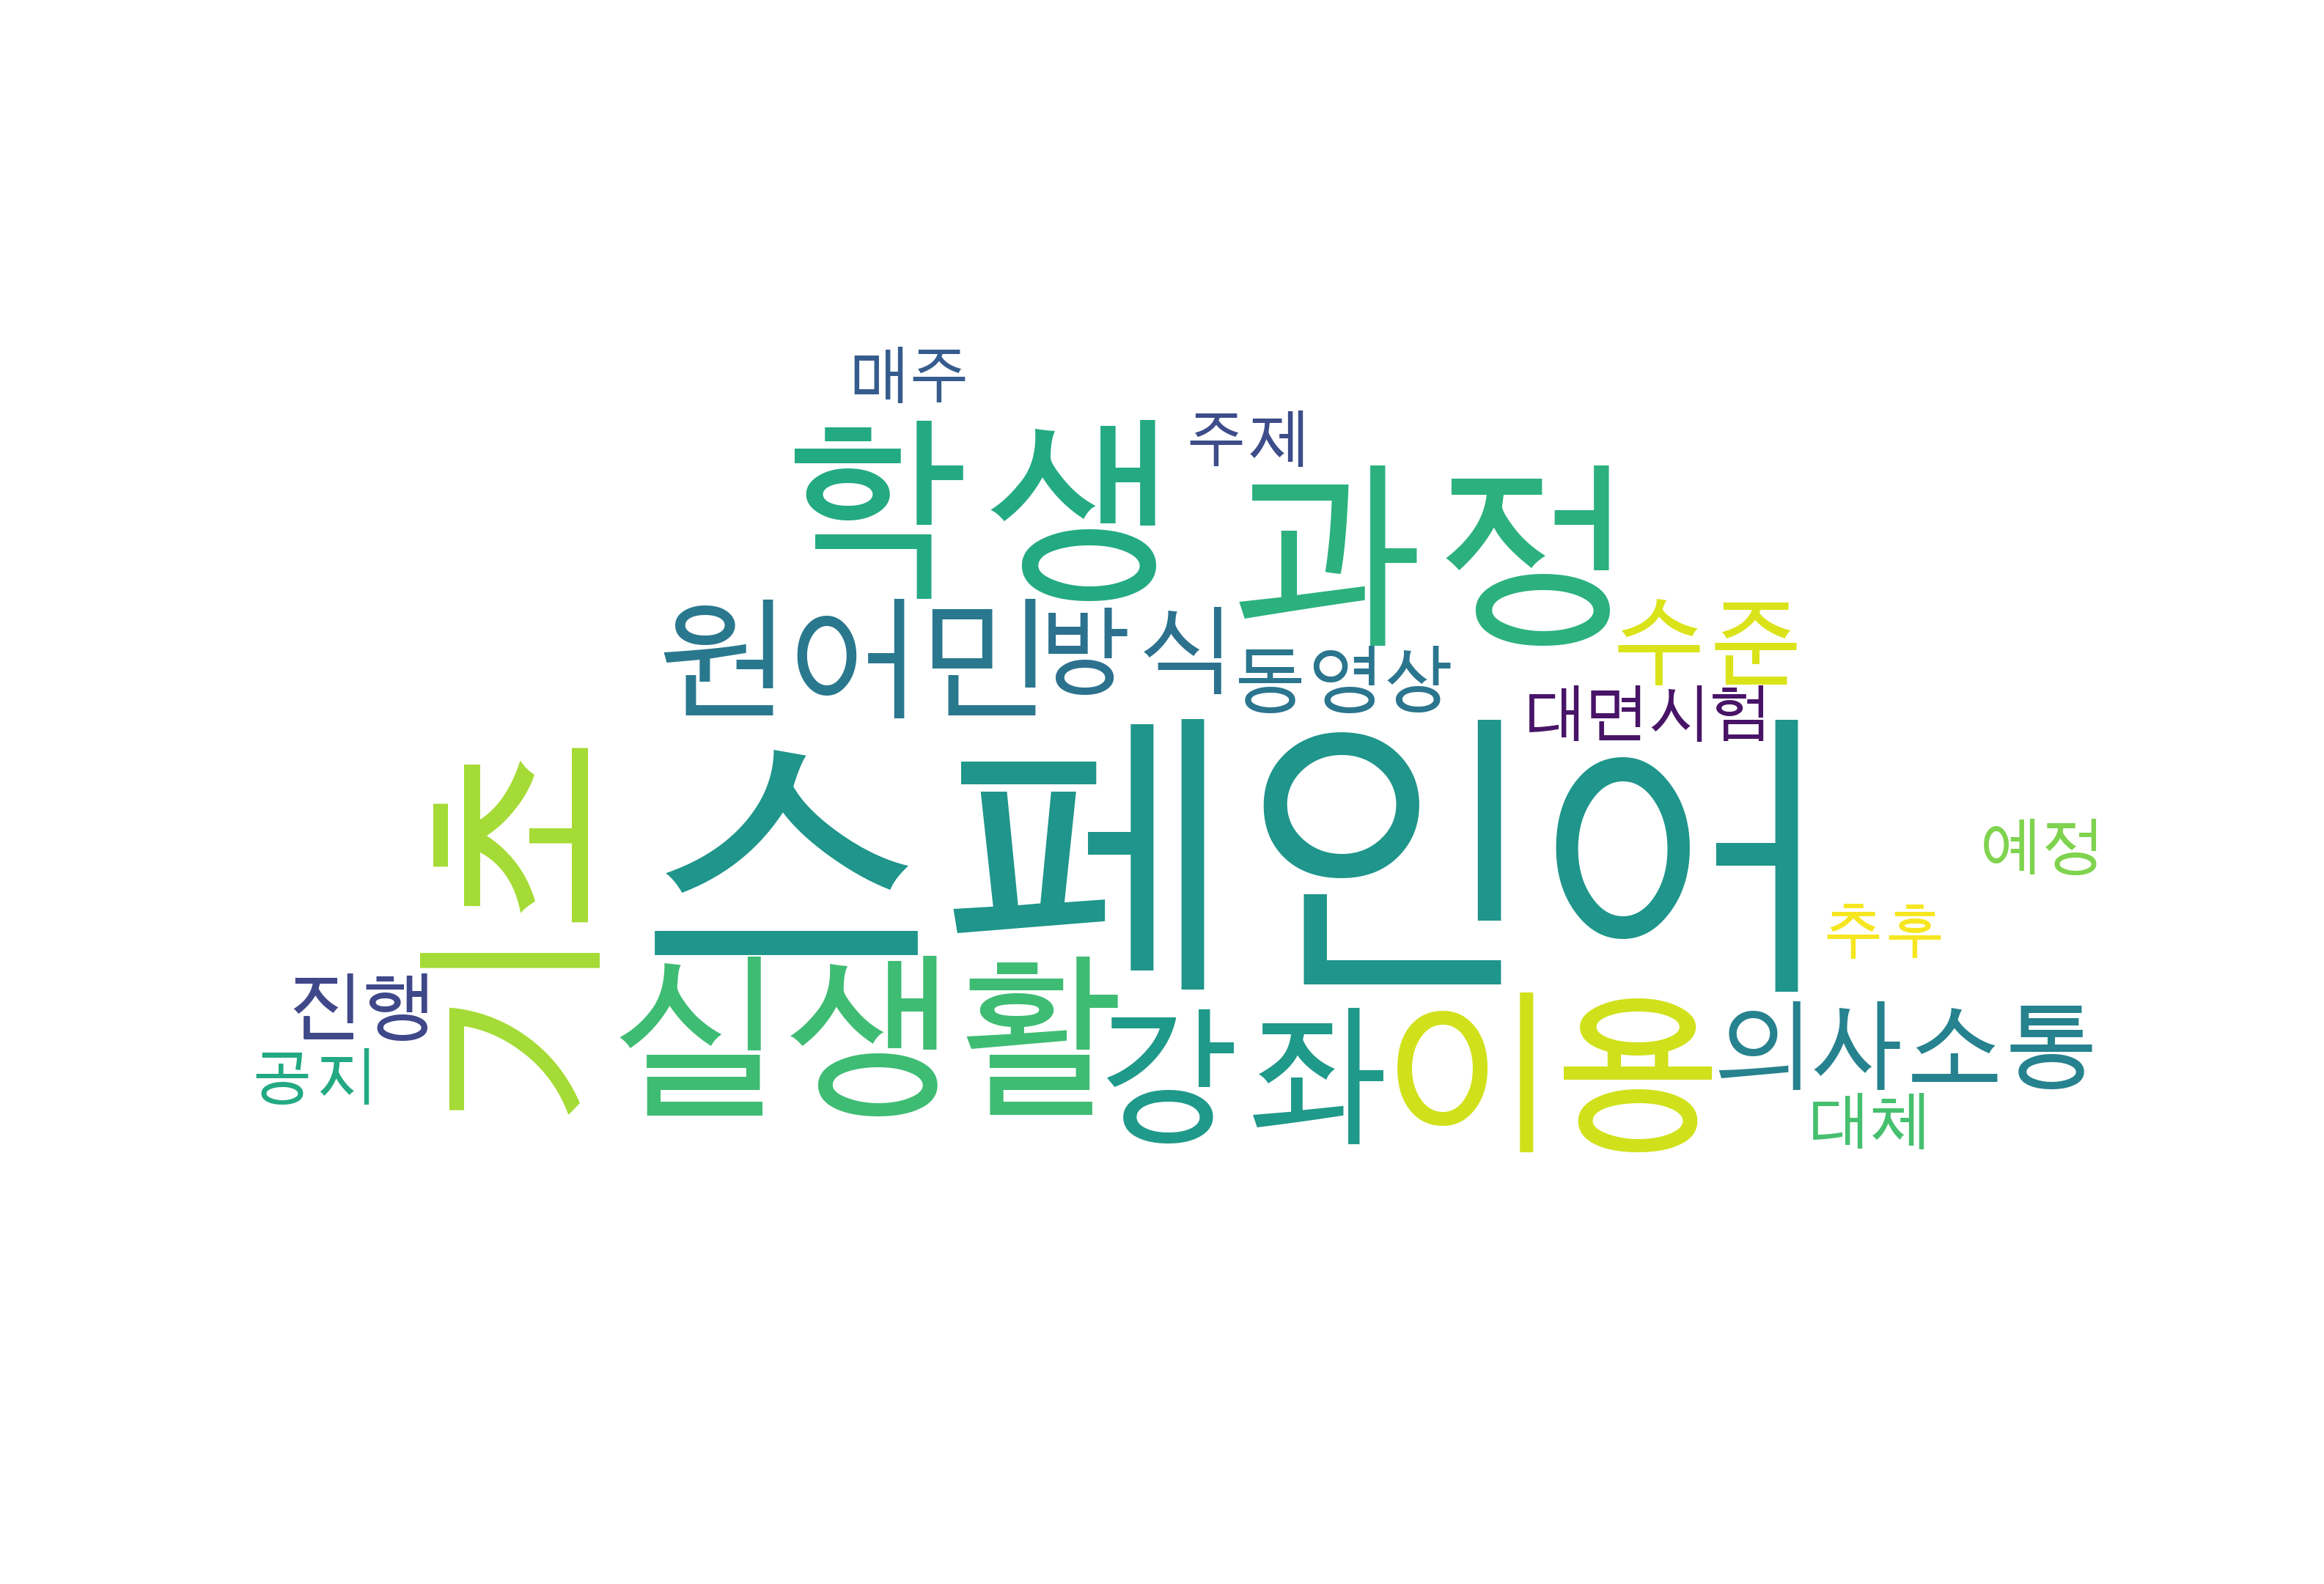 매주
주제
학생
과정
원어민
방식
동영상
수준
대면시험
기초
스페인어
예정
추후
진행
실생활
강좌
이용
의사소통
공지
대체